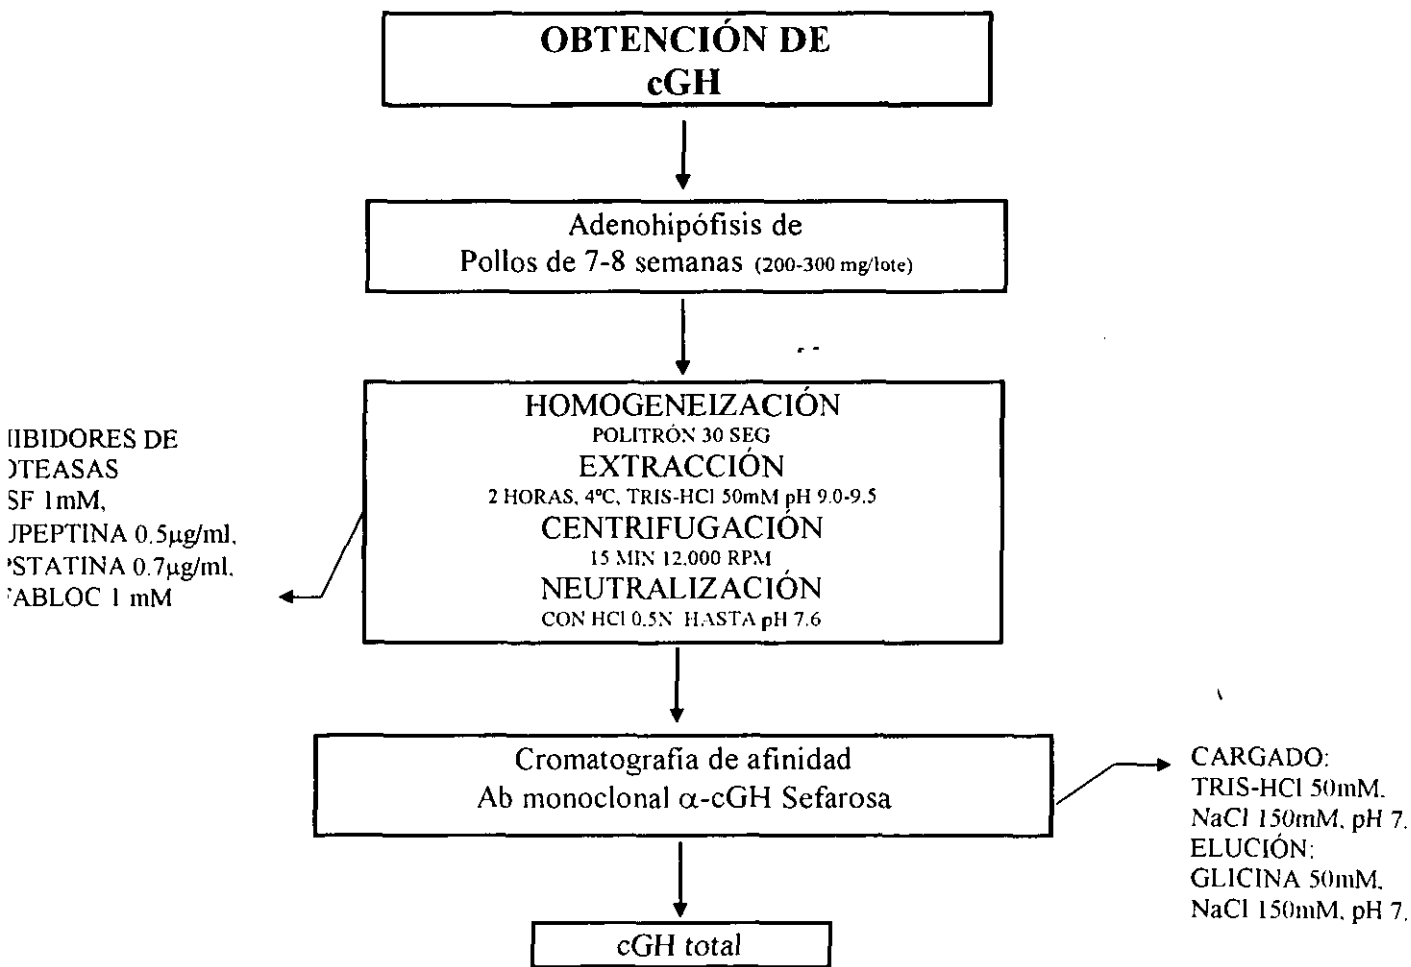 OBTENCIÓN DE
cGH
Adenohipófisis de
Pollos de 7-8 semanas (200-300 mg/lote)
HOMOGENEIZACIÓN
POLITRÓN 30 SEG
EXTRACCIÓN
2 HORAS, 4ºC, TRIS-HCl 50mM pH 9.0-9.5
CENTRIFUGACIÓN
15 MIN 12,000 RPM
NEUTRALIZACIÓN
CON HCl 0.5N HASTA pH 7.6
IIBIDORES DE
OTEASAS
SF 1mM,
JPEPTINA 0.5µg/ml,
STATINA 0.7µg/ml,
ABLOC 1 mM
Cromatografía de afinidad
Ab monoclonal α-cGH Sefarosa
CARGADO:
TRIS-HCl 50mM,
NaCl 150mM, pH 7.
ELUCIÓN:
GLICINA 50mM,
NaCl 150mM, pH 7.
cGH total